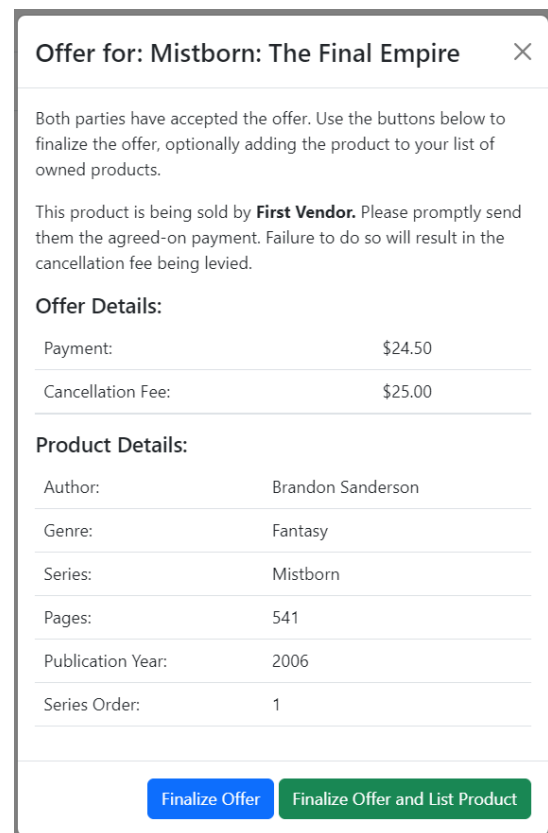 Offer for: Mistborn: The Final Empire
Both parties have accepted the offer. Use the buttons below to
finalize the offer, optionally adding the product to your list of
owned products.
This product is being sold by First Vendor. Please promptly send
them the agreed-on payment. Failure to do so will result in the
cancellation fee being levied.
Offer Details:
Payment: $24.50
Cancellation Fee: $25.00
Product Details:
Author: Brandon Sanderson
Genre: Fantasy
Series: Mistborn
Pages: 541
Publication Year: 2006
Series Order: 1
Finalize Offer Finalize Offer and List Product